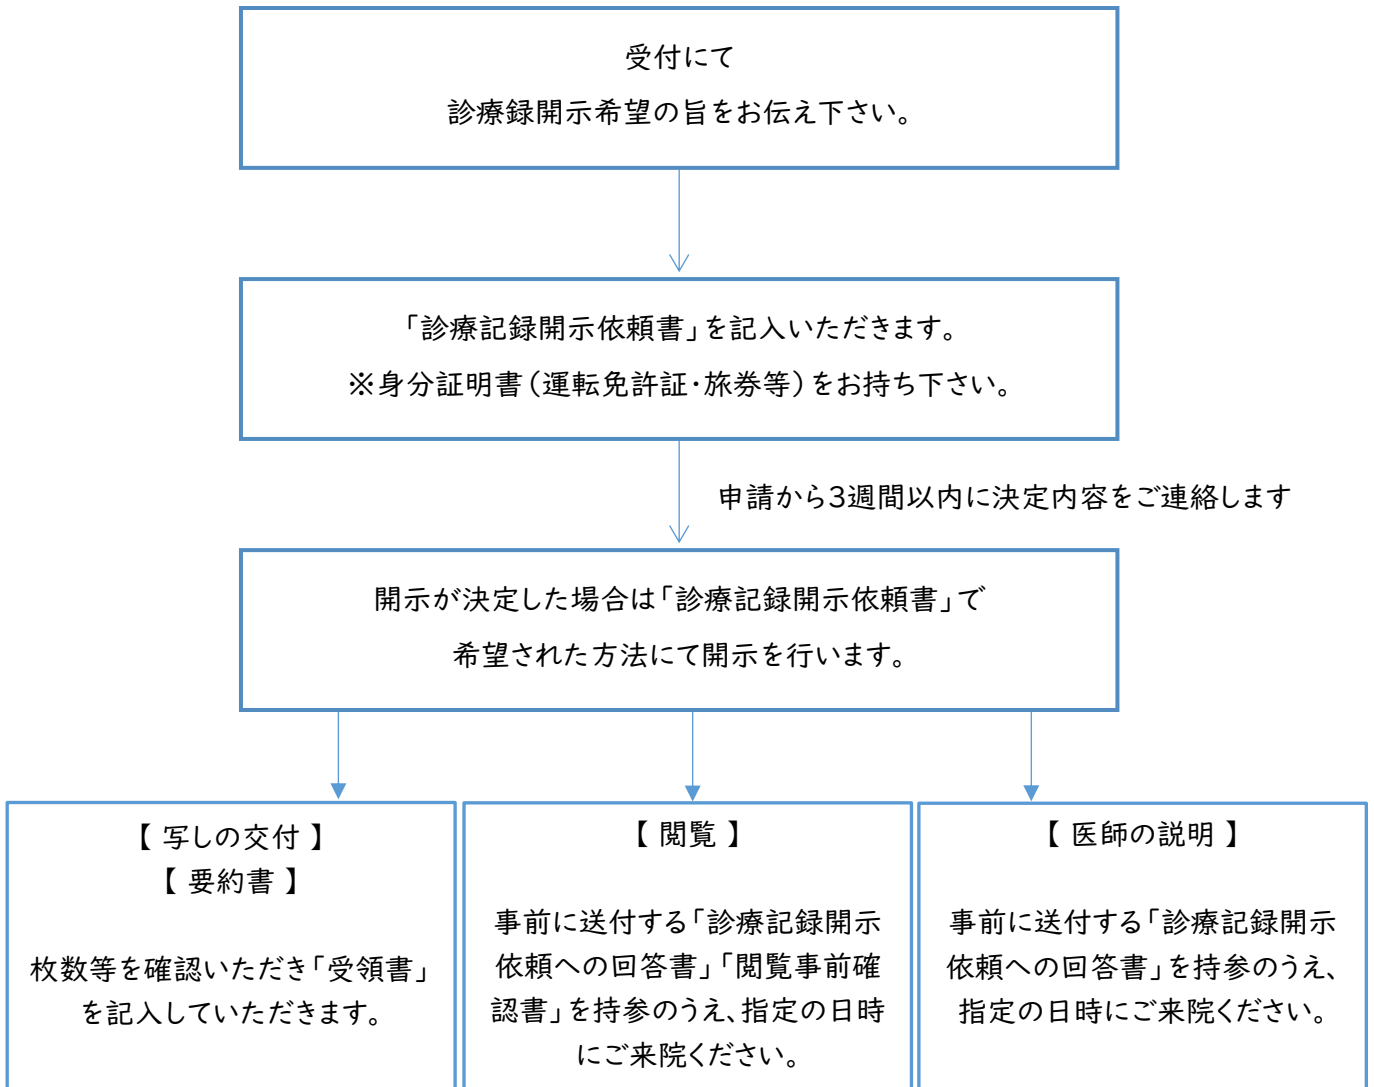 受付にて
診療録開示希望の旨をお伝え下さい。
「診療記録開示依頼書」を記入いただきます。
※身分証明書(運転免許証・旅券等)をお持ち下さい。
申請から3週間以内に決定内容をご連絡します
開示が決定した場合は「診療記録開示依頼書」で
希望された方法にて開示を行います。
【 写しの交付 】
【 要約書 】
枚数等を確認いただき「受領書」
を記入していただきます。
【 閲覧 】
事前に送付する「診療記録開示
依頼への回答書」「閲覧事前確
認書」を持参のうえ、指定の日時
にご来院ください。
【 医師の説明 】
事前に送付する「診療記録開示
依頼への回答書」を持参のうえ、
指定の日時にご来院ください。